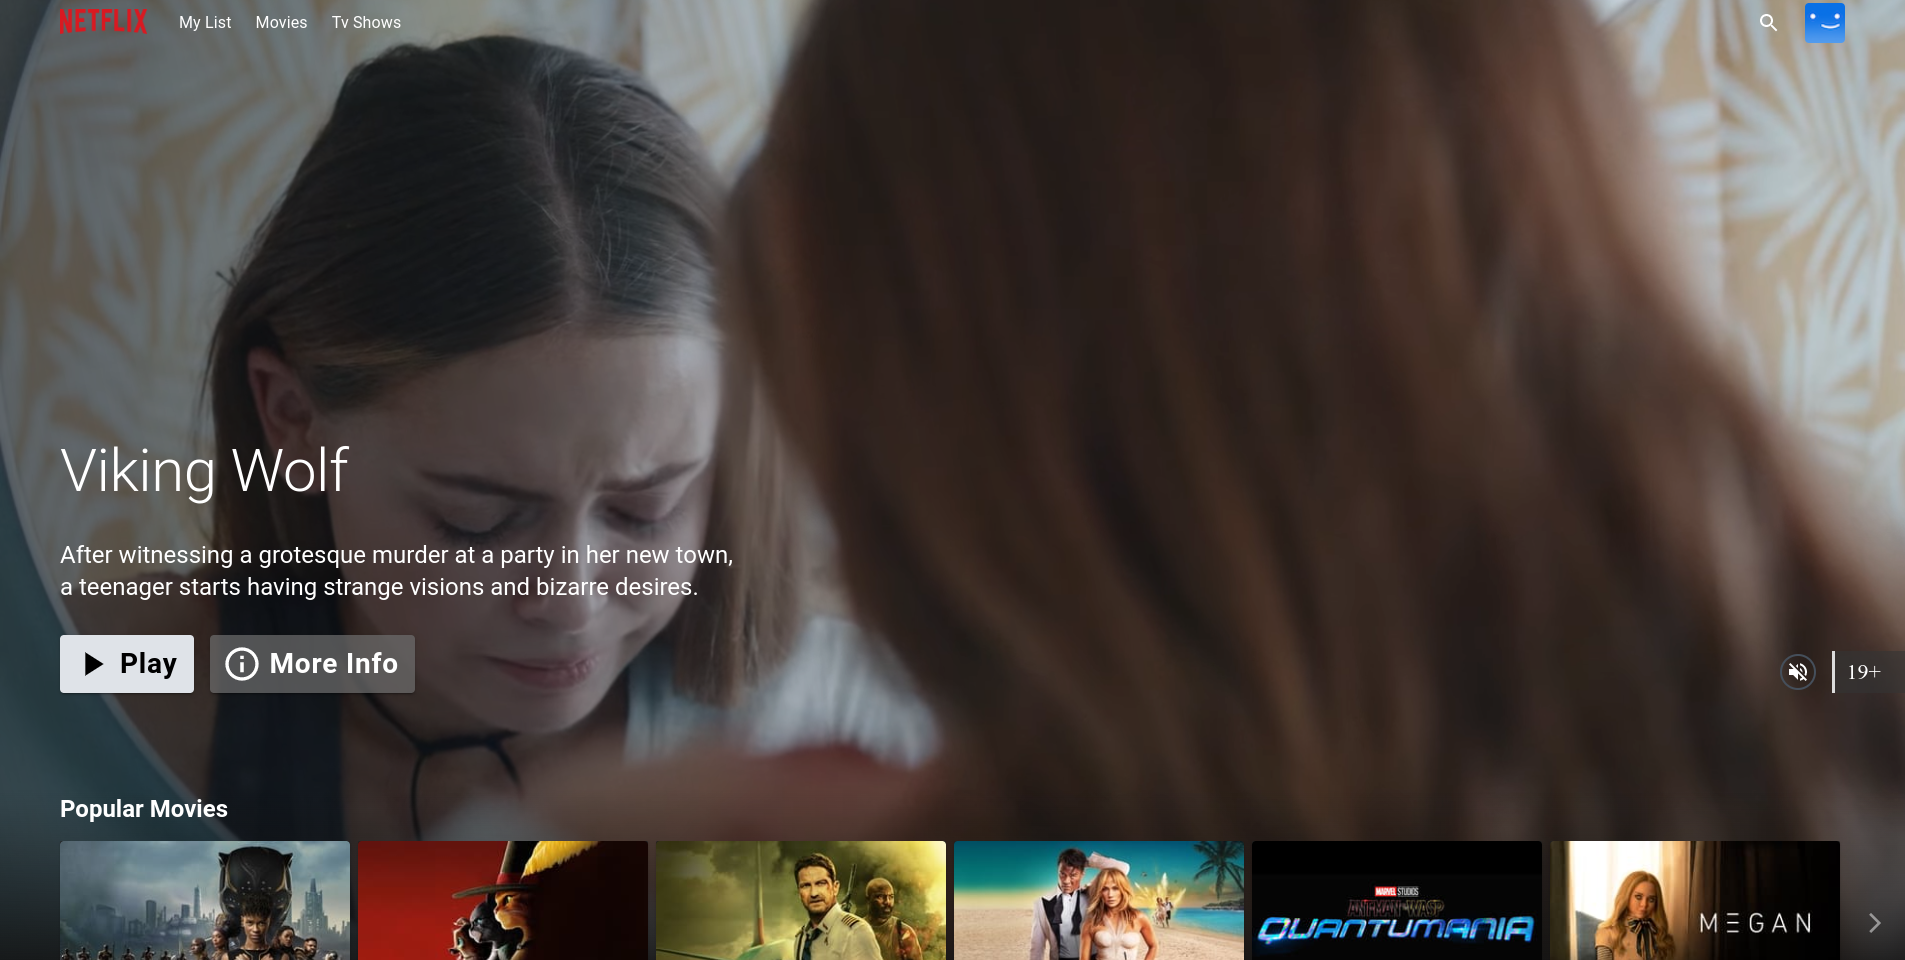 NETFLIX
My List
Movies
Tv Shows
Viking Wolf
After witnessing a grotesque murder at a party in her new town,
a teenager starts having strange visions and bizarre desires.
Play
More Info
19+
Popular Movies
MARVEL STUDIOS
ANT-MAN AND THE WASP
QUANTUMANIA
MEGAN